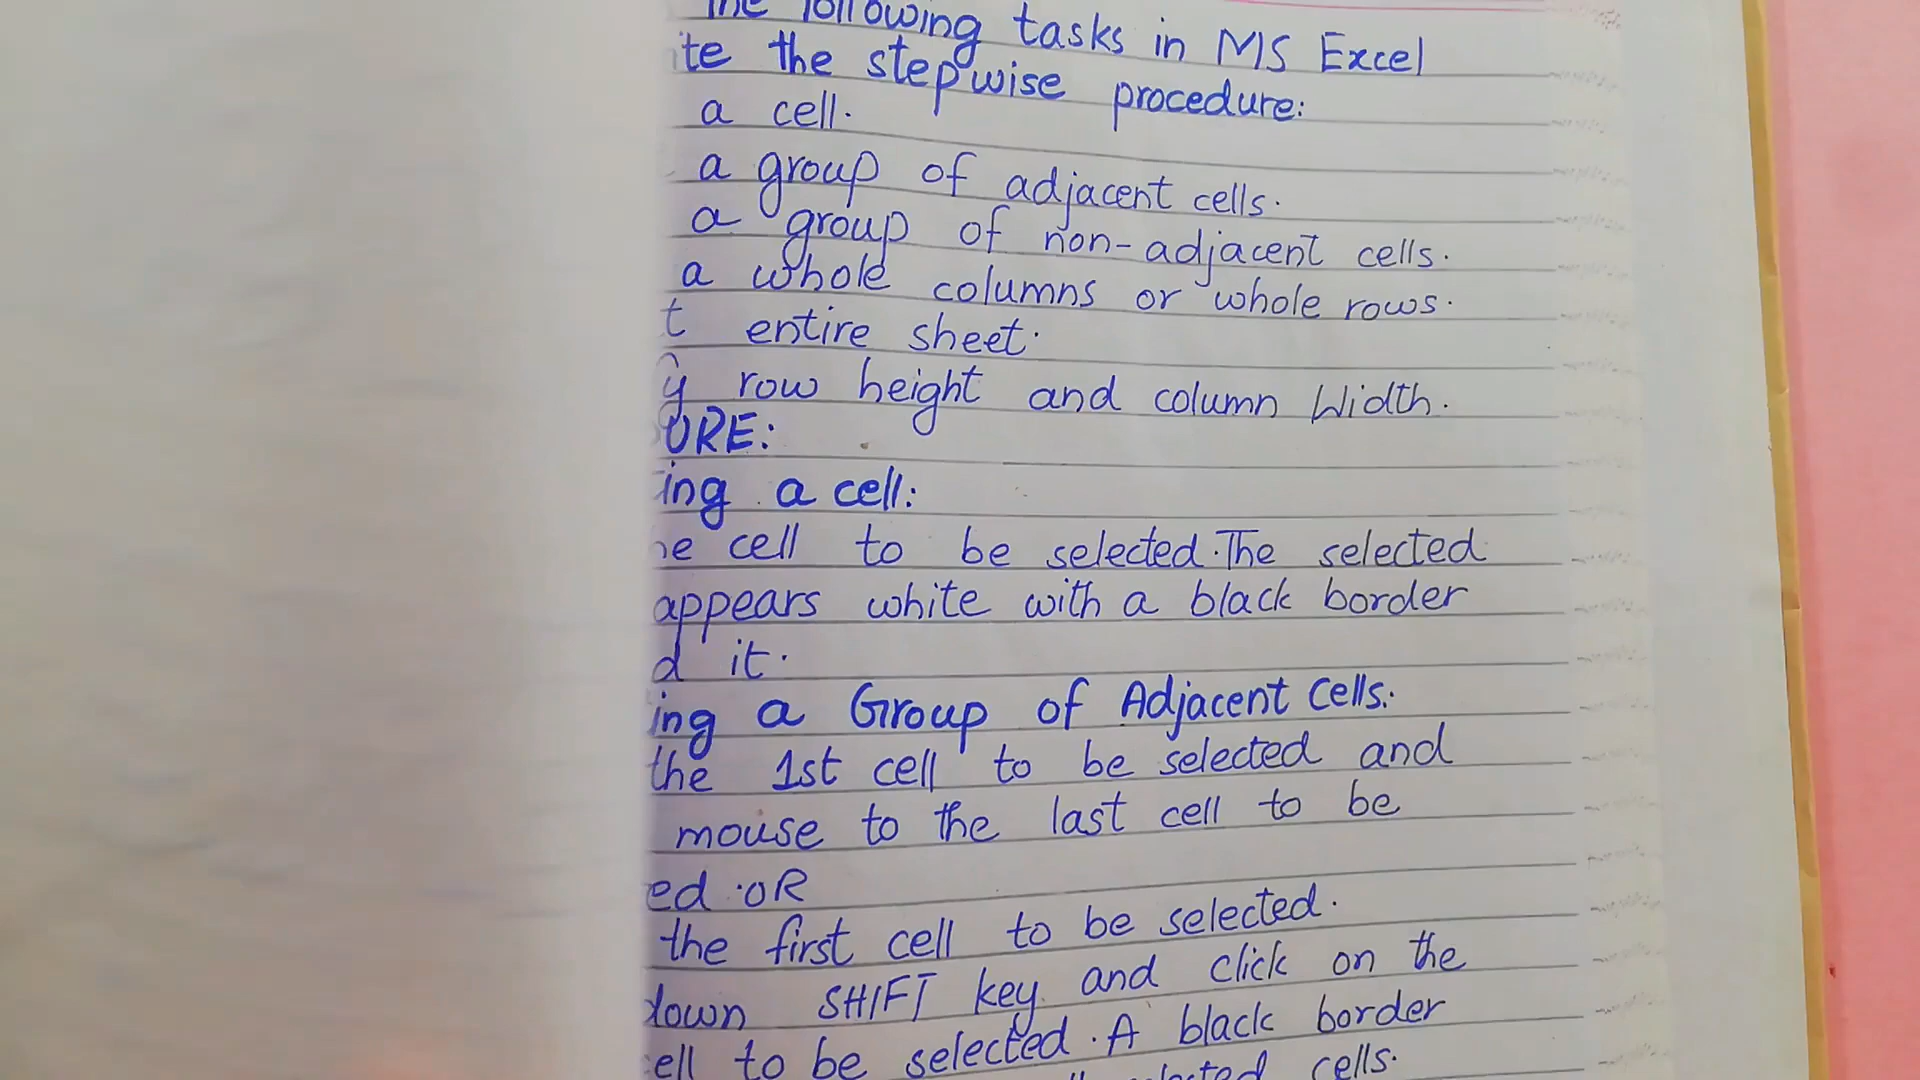 the following tasks in MS Excel
te the stepwise procedure:
a cell.
a group of adjacent cells.
a group of non-adjacent cells.
a whole columns or whole rows.
t entire sheet.
y row height and column Width.
URE:
ing a cell:
e cell to be selected. The selected
appears white with a black border
d it.
ing a Group of Adjacent Cells.
the 1st cell to be selected and
mouse to the last cell to be
ed. OR
the first cell to be selected.
down SHIFT key and click on the
ell to be selected. A black border
cells.